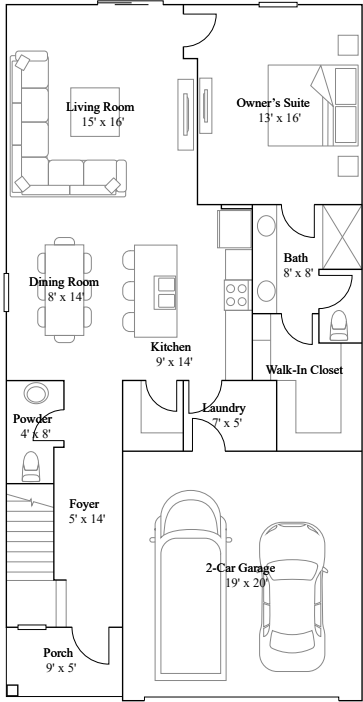 Living Room
15' x 16'
Owner's Suite
13' x 16'
Bath
8' x 8'
Dining Room
8' x 14'
Kitchen
9' x 14'
Walk-In Closet
Laundry
7' x 5'
Powder
4' x 8'
Foyer
5' x 14'
2-Car Garage
19' x 20'
Porch
9' x 5'